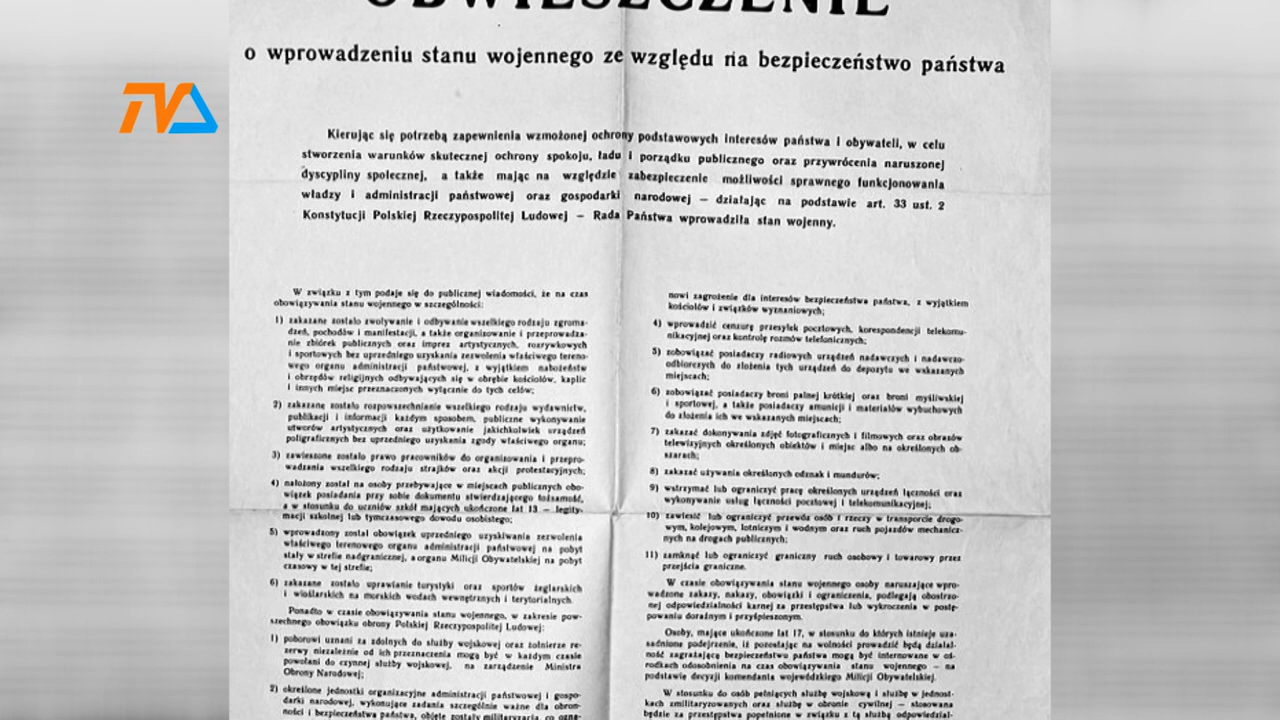 OBWIESZCZENIE
o wprowadzeniu stanu wojennego ze względu na bezpieczeństwo państwa
TVA
Kierując się potrzebą zapewnienia wzmożonej ochrony podstawowych interesów państwa i obywateli, w celu
stworzenia warunków skutecznej ochrony spokoju, ładu i porządku publicznego oraz przywrócenia naruszonej
dyscypliny społecznej, a także mając na względzie zabezpieczenie możliwości sprawnego funkcjonowania
władzy i administracji państwowej oraz gospodarki narodowej – działając na podstawie art. 33 ust. 2
Konstytucji Polskiej Rzeczypospolitej Ludowej – Rada Państwa wprowadziła stan wojenny.
W związku z tym podaje się do publicznej wiadomości, że na czas
obowiązywania stanu wojennego w szczególności:
1) zakazane zostało zwoływanie i odbywanie wszelkiego rodzaju zgroma-
dzeń, pochodów i manifestacji, a także organizowanie i przeprowadza-
nie zbiórek publicznych oraz imprez artystycznych, rozrywkowych
i sportowych bez uprzedniego uzyskania zezwolenia właściwego tereno-
wego organu administracji państwowej, z wyjątkiem nabożeństw
i obrzędów religijnych odbywających się w obrębie kościołów, kaplic
i innych miejsc przeznaczonych wyłącznie do tych celów;
2) zakazane zostało rozpowszechnianie wszelkiego rodzaju wydawnictw,
publikacji i informacji każdym sposobem, publiczne wykonywanie
utworów artystycznych oraz użytkowanie jakichkolwiek urządzeń
poligraficznych bez uprzedniego uzyskania zgody właściwego organu;
3) zawieszone zostało prawo pracowników do organizowania i przepro-
wadzania wszelkiego rodzaju strajków oraz akcji protestacyjnych;
4) nałożony został na osoby przebywające w miejscach publicznych obo-
wiązek posiadania przy sobie dokumentu stwierdzającego tożsamość,
a w stosunku do uczniów szkół mających ukończone lat 13 – legity-
macji szkolnej lub tymczasowego dowodu osobistego;
5) wprowadzony został obowiązek uprzedniego uzyskiwania zezwolenia
właściwego terenowego organu administracji państwowej na pobyt
stały w strefie nadgranicznej, a organu Milicji Obywatelskiej na pobyt
czasowy w tej strefie;
6) zakazane zostało uprawianie turystyki oraz sportów żeglarskich
i wioślarskich na morskich wodach wewnętrznych i terytorialnych.
Ponadto w czasie obowiązywania stanu wojennego, w zakresie pow-
szechnego obowiązku obrony Polskiej Rzeczypospolitej Ludowej:
1) poborowi uznani za zdolnych do służby wojskowej oraz żołnierze re-
zerwy niezależnie od ich przeznaczenia mogą być w każdym czasie
powołani do czynnej służby wojskowej, na zarządzenie Ministra
Obrony Narodowej;
2) określone jednostki organizacyjne administracji państwowej i gospo-
darki narodowej, wykonujące zadania szczególnie ważne dla obron-
ności i bezpieczeństwa państwa, objęte zostały militaryzacją, co ozna-
nowi zagrożenie dla interesów bezpieczeństwa państwa, z wyjątkiem
kościołów i związków wyznaniowych;
4) wprowadzić cenzurę przesyłek pocztowych, korespondencji telekomu-
nikacyjnej oraz kontrolę rozmów telefonicznych;
5) zobowiązać posiadaczy radiowych urządzeń nadawczych i nadawczo-
odbiorczych do złożenia tych urządzeń do depozytu we wskazanych
miejscach;
6) zobowiązać posiadaczy broni palnej krótkiej oraz broni myśliwskiej
i sportowej, a także posiadaczy amunicji i materiałów wybuchowych
do złożenia ich we wskazanych miejscach;
7) zakazać dokonywania zdjęć fotograficznych i filmowych oraz obrazów
telewizyjnych określonych obiektów i miejsc albo na określonych ob-
szarach;
8) zakazać używania określonych odznak i mundurów;
9) wstrzymać lub ograniczyć pracę określonych urządzeń łączności oraz
wykonywanie usług łączności pocztowej i telekomunikacyjnej;
10) zawiesić lub ograniczyć przewóz osób i rzeczy w transporcie drogo-
wym, kolejowym, lotniczym i wodnym oraz ruch pojazdów mechanicz-
nych na drogach publicznych;
11) zamknąć lub ograniczyć graniczny ruch osobowy i towarowy przez
przejścia graniczne.
W czasie obowiązywania stanu wojennego osoby naruszające wpro-
wadzone zakazy, nakazy, obowiązki i ograniczenia, podlegają obostrzo-
nej odpowiedzialności karnej za przestępstwa lub wykroczenia w postę-
powaniu doraźnym i przyśpieszonym.
Osoby, mające ukończone lat 17, w stosunku do których istnieje uza-
sadnione podejrzenie, iż pozostając na wolności prowadzić będą działal-
ność zagrażającą bezpieczeństwu państwa mogą być internowane w oś-
rodkach odosobnienia na czas obowiązywania stanu wojennego – na
podstawie decyzji komendanta wojewódzkiego Milicji Obywatelskiej.
W stosunku do osób pełniących służbę wojskową i służbę w jednost-
kach zmilitaryzowanych oraz służbę w obronie cywilnej – stosowana
będzie za przestępstwa popełnione w związku z tą służbą odpowiedzial-